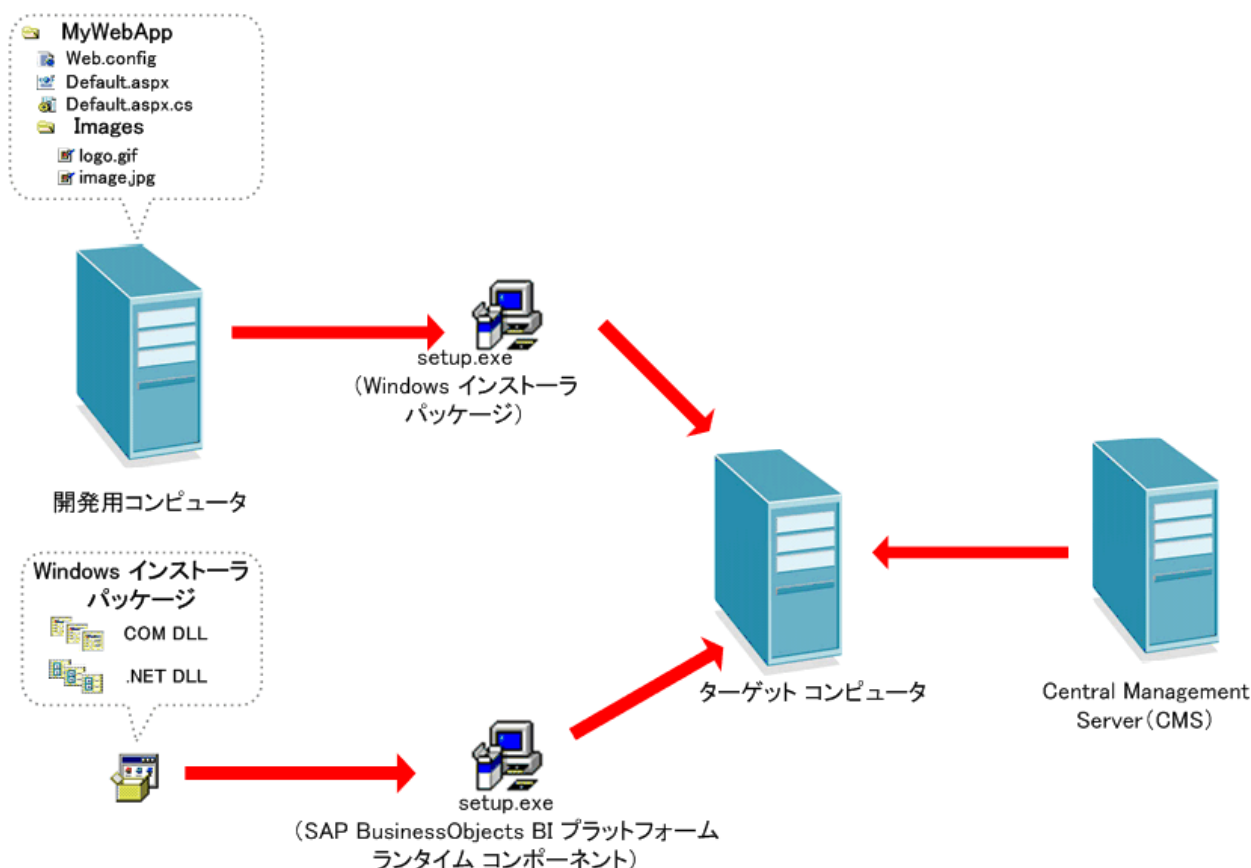 MyWebApp
Web.config
Default.aspx
Default.aspx.cs
Images
logo.gif
image.jpg
setup.exe
(Windows インストーラ
パッケージ)
開発用コンピュータ
Windows インストーラ
パッケージ
COM DLL
.NET DLL
ターゲット コンピュータ
Central Management
Server(CMS)
setup.exe
(SAP BusinessObjects BI プラットフォーム
ランタイム コンポーネント)